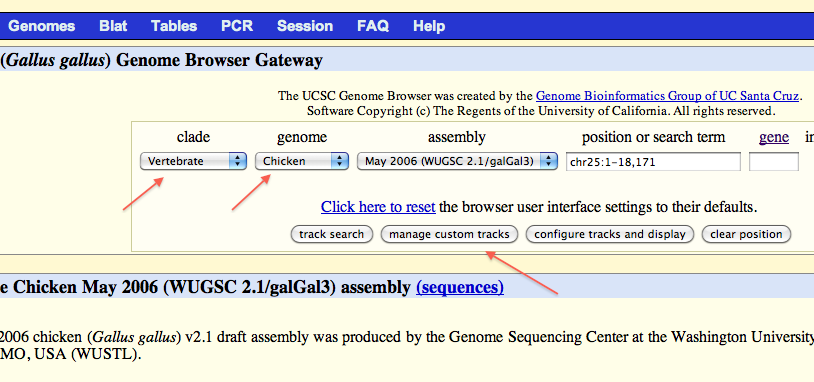 Genomes Blat Tables PCR Session FAQ Help
(Gallus gallus) Genome Browser Gateway
The UCSC Genome Browser was created by the Genome Bioinformatics Group of UC Santa Cruz.
Software Copyright (c) The Regents of the University of California. All rights reserved.
clade genome assembly position or search term gene
Vertebrate Chicken May 2006 (WUGSC 2.1/galGal3) chr25:1-18,171
Click here to reset the browser user interface settings to their defaults.
track search manage custom tracks configure tracks and display clear position
e Chicken May 2006 (WUGSC 2.1/galGal3) assembly (sequences)
2006 chicken (Gallus gallus) v2.1 draft assembly was produced by the Genome Sequencing Center at the Washington University
MO, USA (WUSTL).